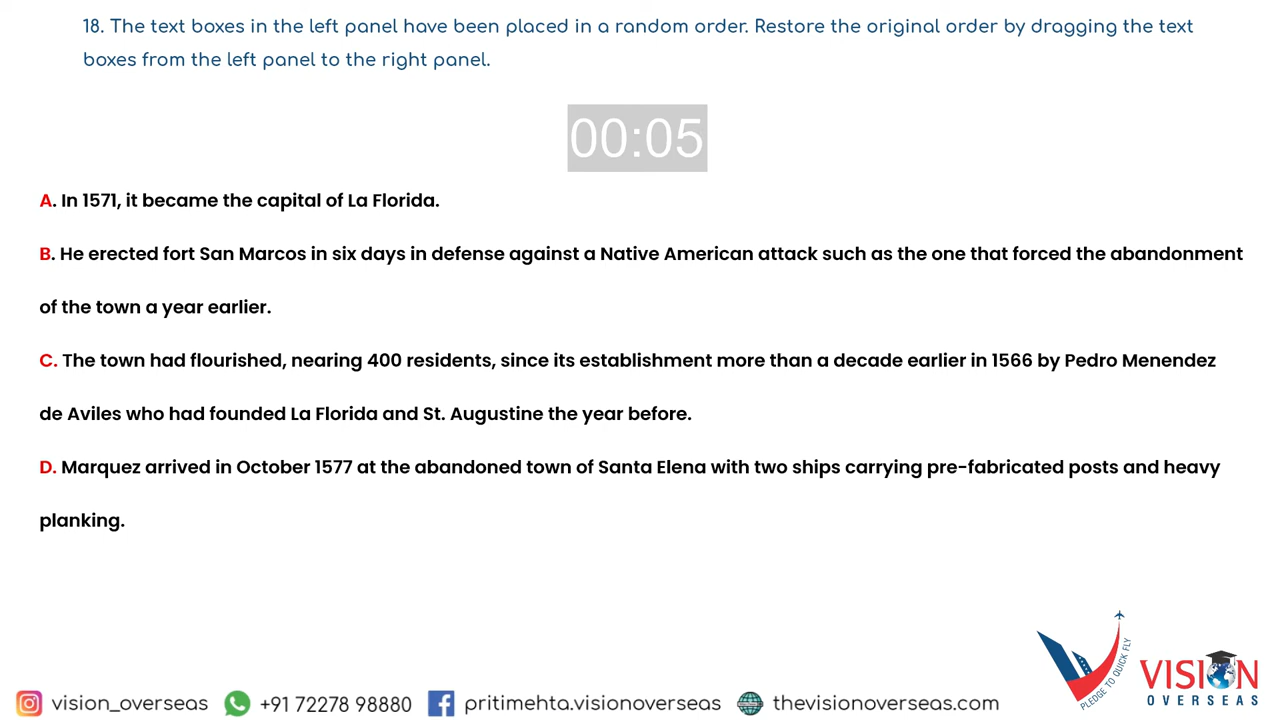 18. The text boxes in the left panel have been placed in a random order. Restore the original order by dragging the text
boxes from the left panel to the right panel.
00:05
A. In 1571, it became the capital of La Florida.
B. He erected fort San Marcos in six days in defense against a Native American attack such as the one that forced the abandonment
of the town a year earlier.
C. The town had flourished, nearing 400 residents, since its establishment more than a decade earlier in 1566 by Pedro Menendez
de Aviles who had founded La Florida and St. Augustine the year before.
D. Marquez arrived in October 1577 at the abandoned town of Santa Elena with two ships carrying pre-fabricated posts and heavy
planking.
PLEDGE TO QUICK FLY
VISION
OVERSEAS
vision_overseas +91 72278 98880 pritimehta.visionoverseas thevisionoverseas.com